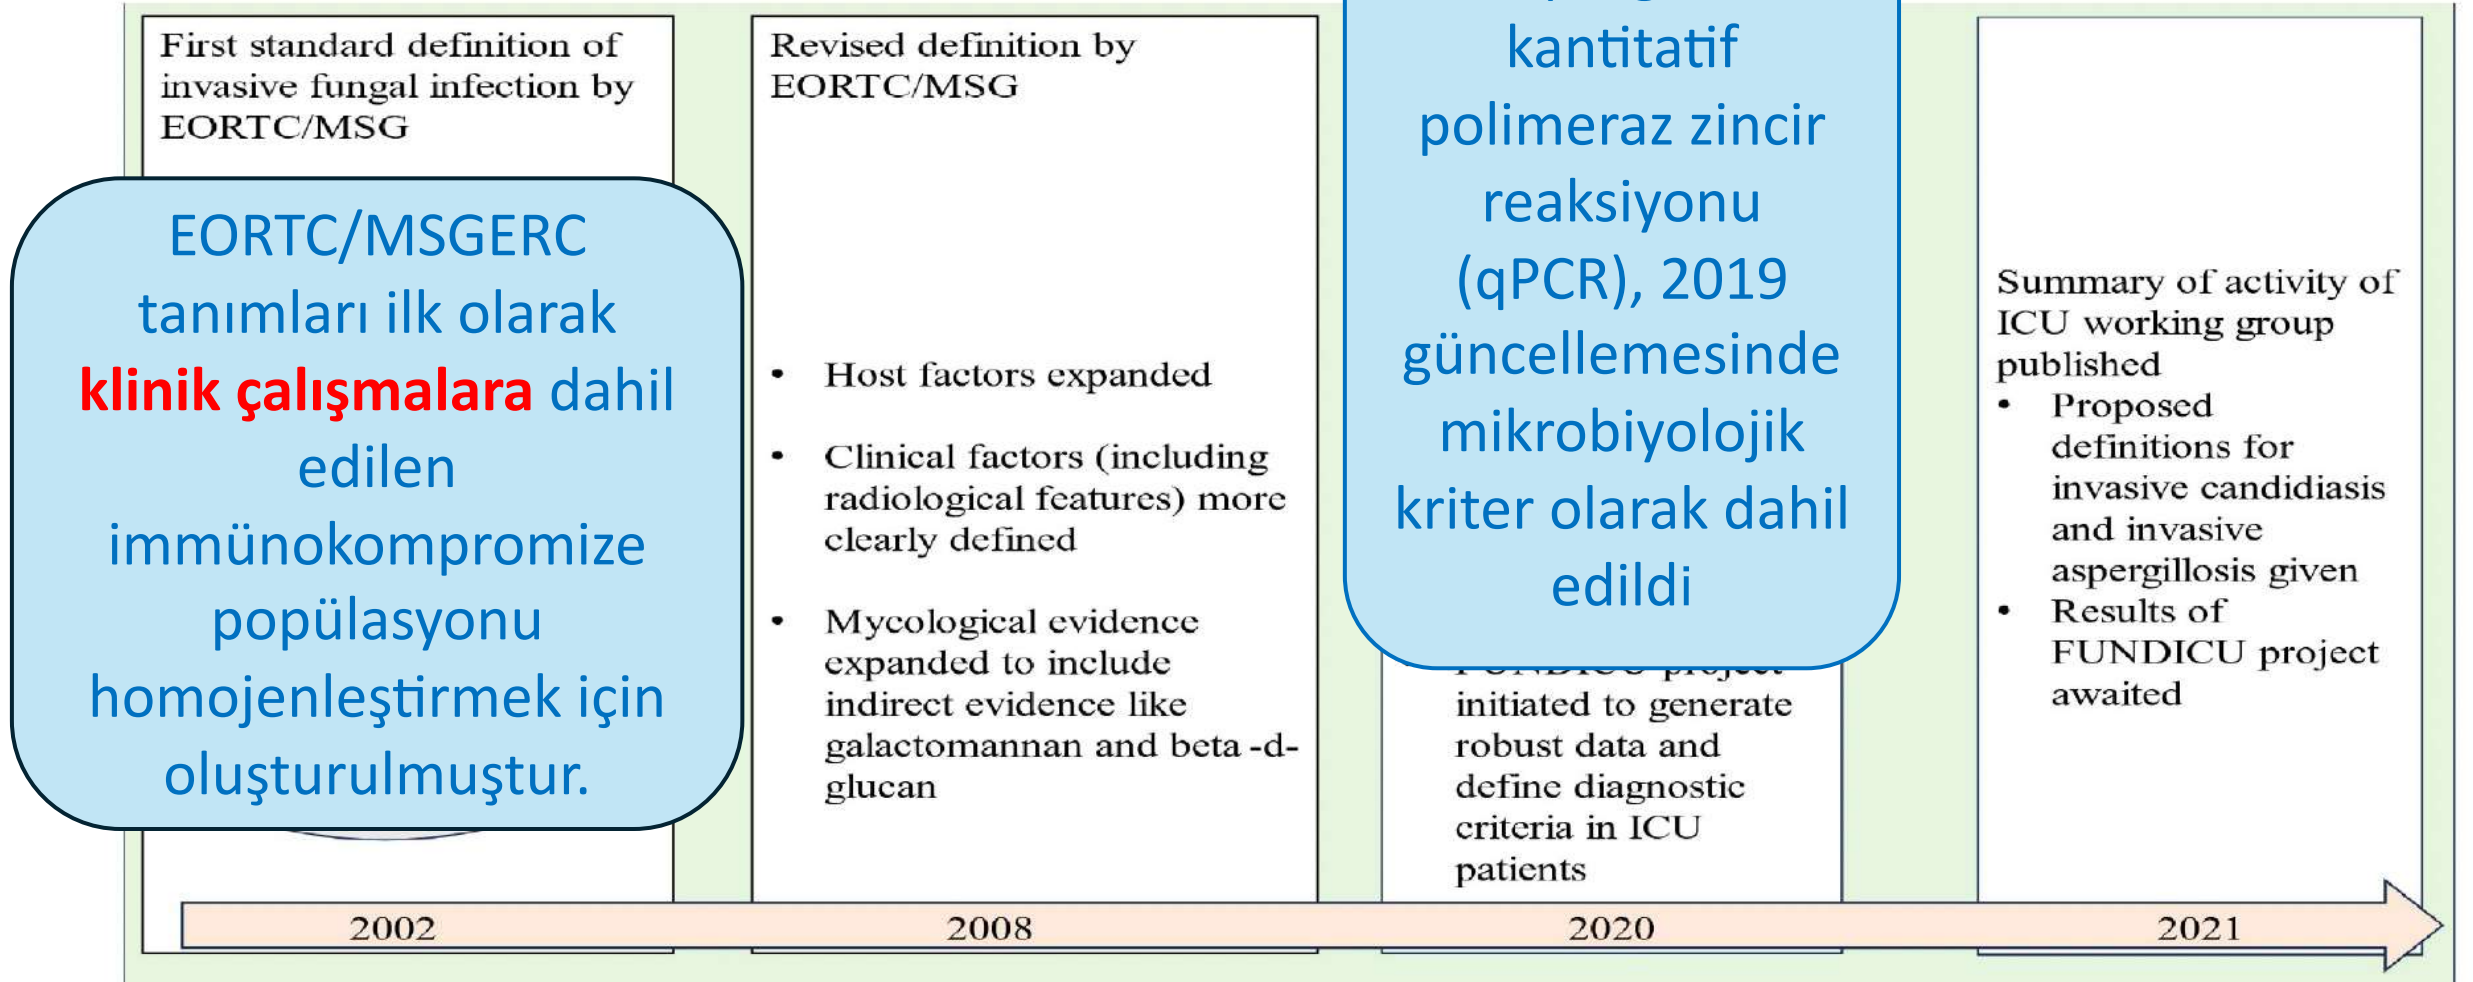 First standard definition of
invasive fungal infection by
EORTC/MSG
EORTC/MSGERC
tanımları ilk olarak
klinik çalışmalara dahil
edilen
immünokompromize
popülasyonu
homojenleştirmek için
oluşturulmuştur.
Revised definition by
EORTC/MSG
• Host factors expanded
• Clinical factors (including
radiological features) more
clearly defined
• Mycological evidence
expanded to include
indirect evidence like
galactomannan and beta -d-
glucan
kantitatif
polimeraz zincir
reaksiyonu
(qPCR), 2019
güncellemesinde
mikrobiyolojik
kriter olarak dahil
edildi
FUNDICU project
initiated to generate
robust data and
define diagnostic
criteria in ICU
patients
Summary of activity of
ICU working group
published
• Proposed
definitions for
invasive candidiasis
and invasive
aspergillosis given
• Results of
FUNDICU project
awaited
2002
2008
2020
2021